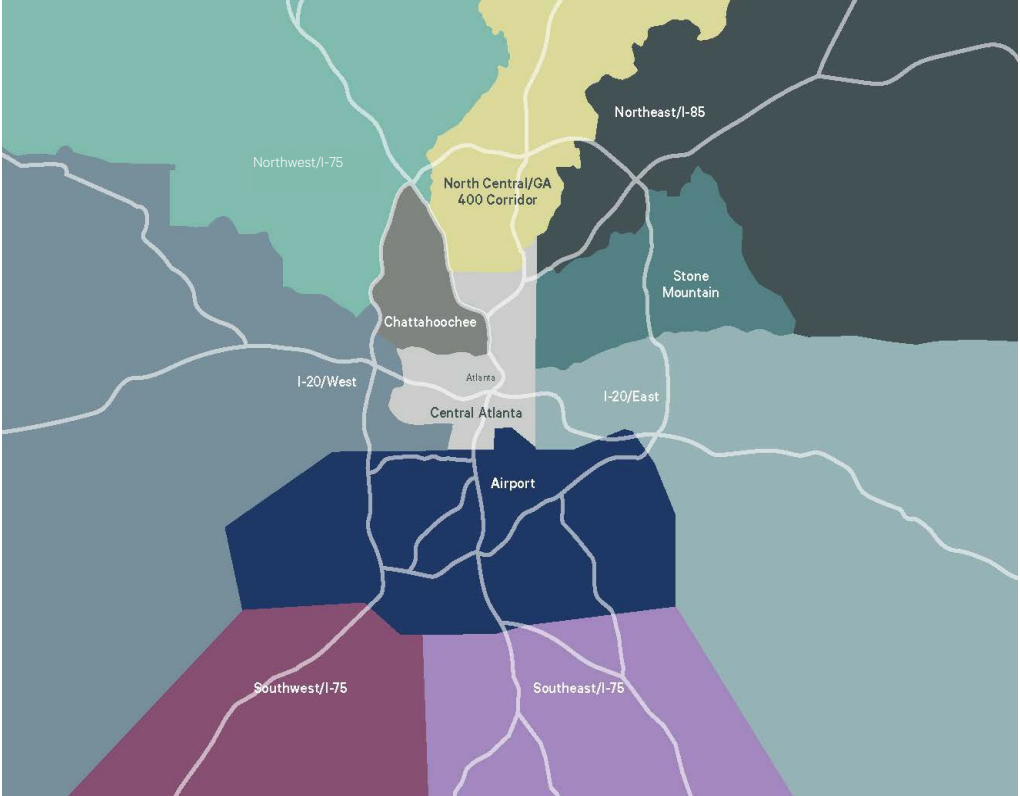 Northeast/I-85
Northwest/I-75
North Central/GA
400 Corridor
Stone
Mountain
Chattahoochee
Atlanta
I-20/West
I-20/East
Central Atlanta
Airport
Southwest/I-75
Southeast/I-75